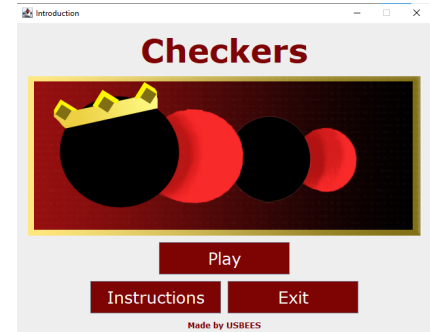 Introduction
Checkers
Play
Instructions Exit
Made by USBEES